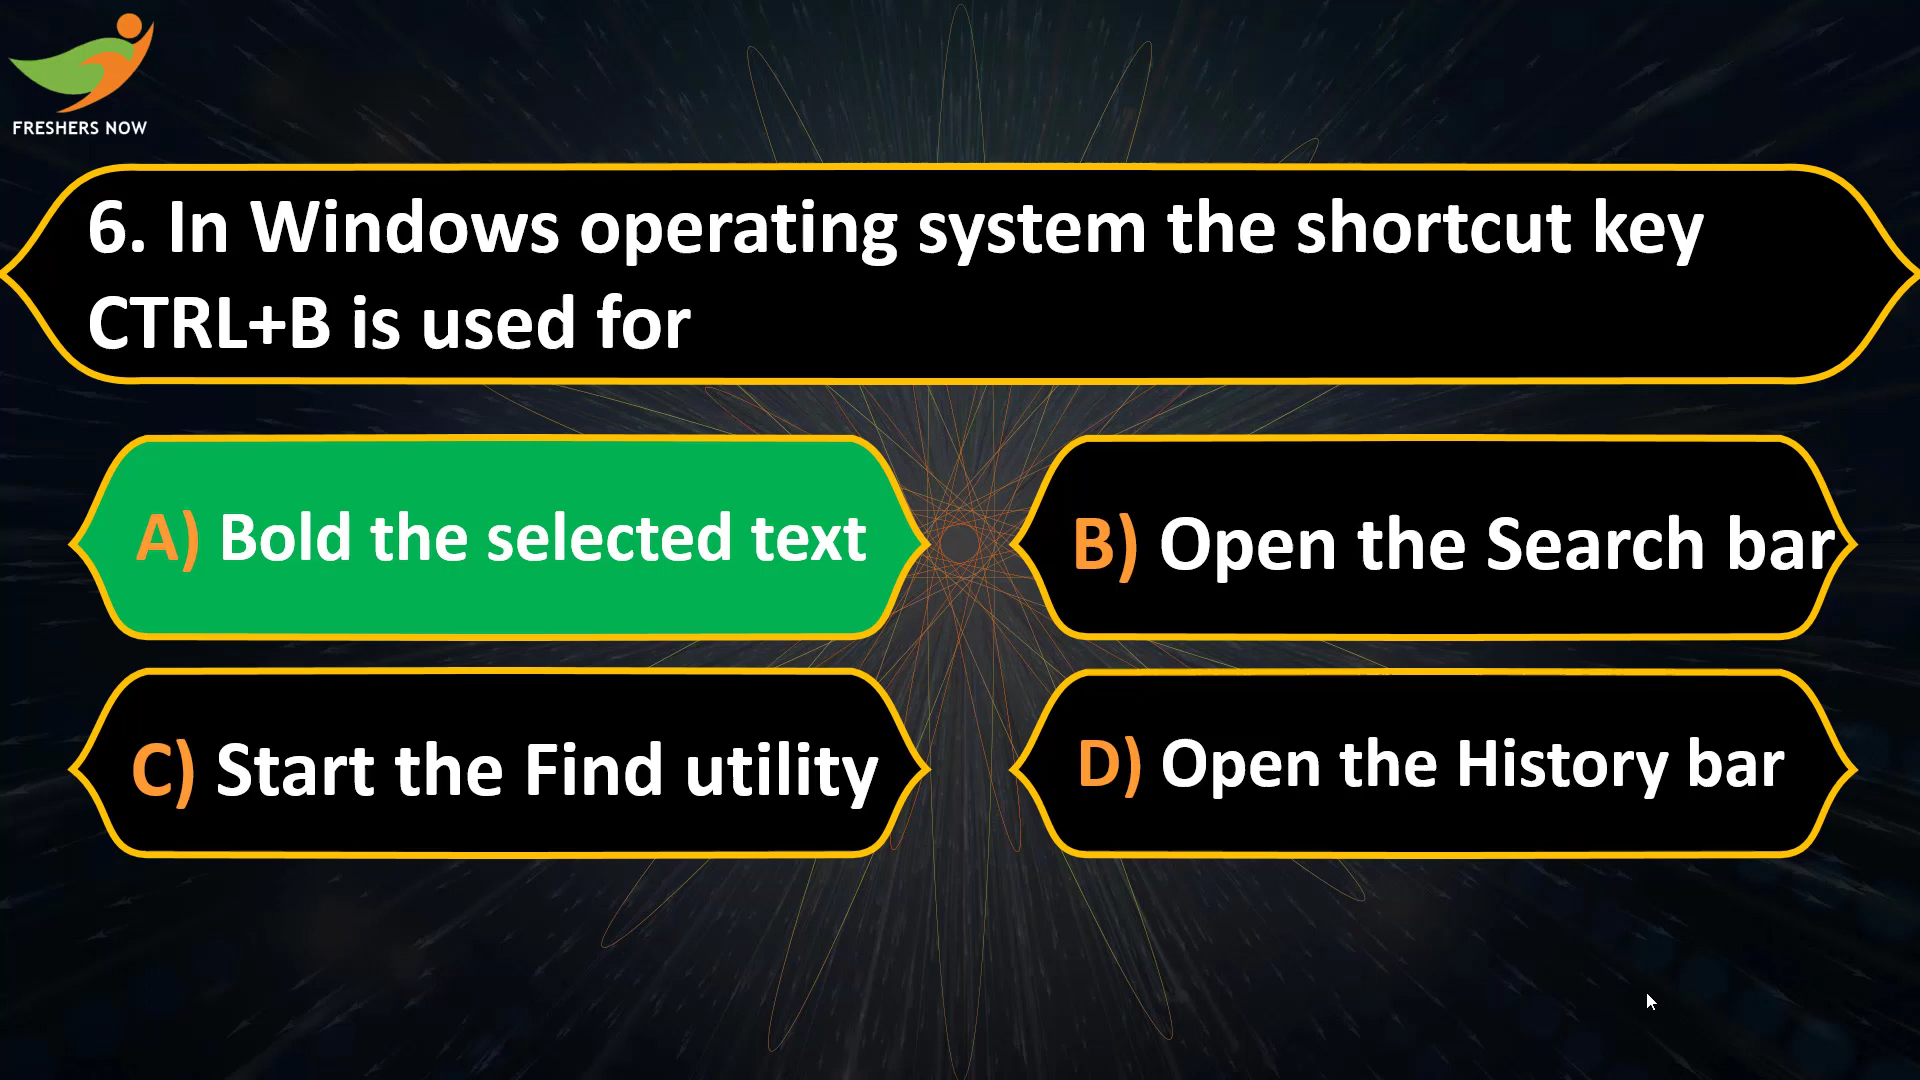 FRESHERS NOW
6. In Windows operating system the shortcut key
CTRL+B is used for
A) Bold the selected text
B) Open the Search bar
C) Start the Find utility
D) Open the History bar